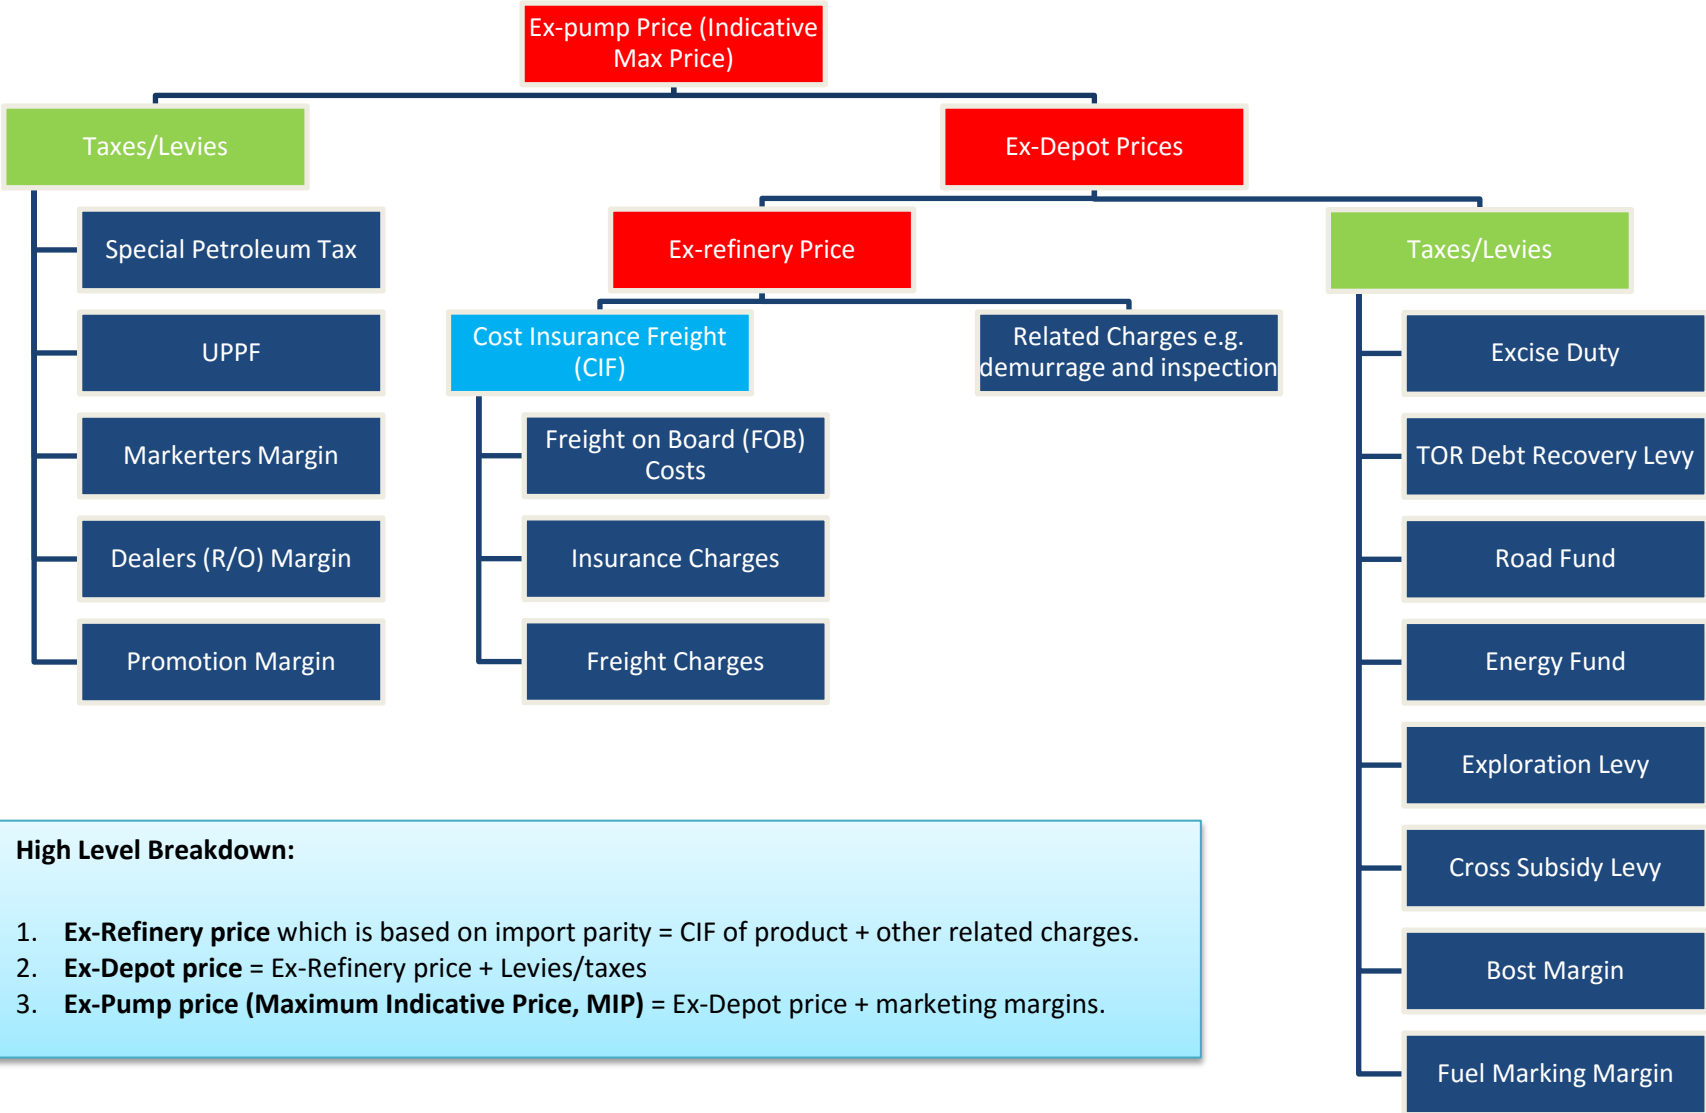 Ex-pump Price (Indicative
Max Price)
Taxes/Levies
Ex-Depot Prices
Special Petroleum Tax
Ex-refinery Price
Taxes/Levies
UPPF
Cost Insurance Freight
(CIF)
Related Charges e.g.
demurrage and inspection
Excise Duty
Markerters Margin
Freight on Board (FOB)
Costs
TOR Debt Recovery Levy
Dealers (R/O) Margin
Insurance Charges
Road Fund
Promotion Margin
Freight Charges
Energy Fund
Exploration Levy
Cross Subsidy Levy
Bost Margin
Fuel Marking Margin
High Level Breakdown:
1. Ex-Refinery price which is based on import parity = CIF of product + other related charges.
2. Ex-Depot price = Ex-Refinery price + Levies/taxes
3. Ex-Pump price (Maximum Indicative Price, MIP) = Ex-Depot price + marketing margins.